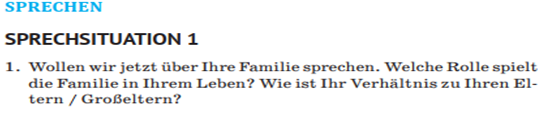 SPRECHEN
SPRECHSITUATION 1
1. Wollen wir jetzt über Ihre Familie sprechen. Welche Rolle spielt
die Familie in Ihrem Leben? Wie ist Ihr Verhältnis zu Ihren El-
tern / Großeltern?